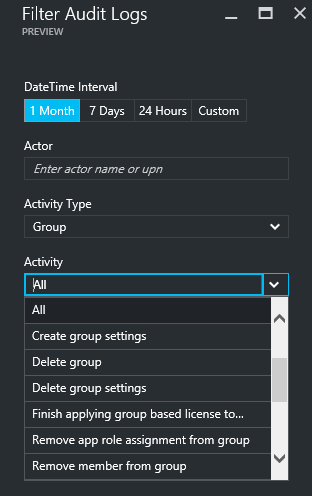 Filter Audit Logs
PREVIEW
DateTime Interval
1 Month 7 Days 24 Hours Custom
Actor
Enter actor name or upn
Activity Type
Group
Activity
All
All
Create group settings
Delete group
Delete group settings
Finish applying group based license to...
Remove app role assignment from group
Remove member from group